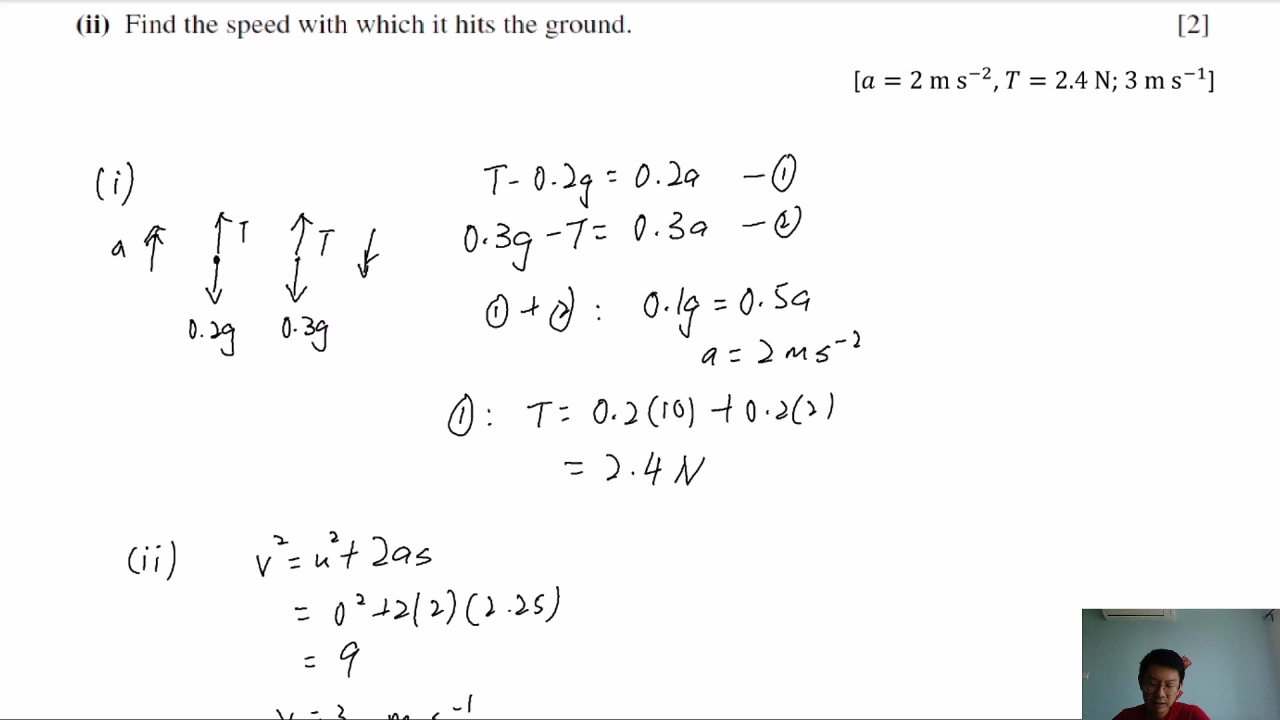 (ii) Find the speed with which it hits the ground. [2]
[a = 2 m s⁻², T = 2.4 N; 3 m s⁻¹]
(i)
T - 0.2g = 0.2a — ①
0.3g - T = 0.3a — ②
a T T
0.2g 0.3g
① + ② : 0.1g = 0.5a
a = 2 m s⁻²
① : T = 0.2(10) + 0.2(2)
= 2.4 N
(ii) v² = u² + 2as
= 0² + 2(2)(2.25)
= 9
v = 3 m s⁻¹